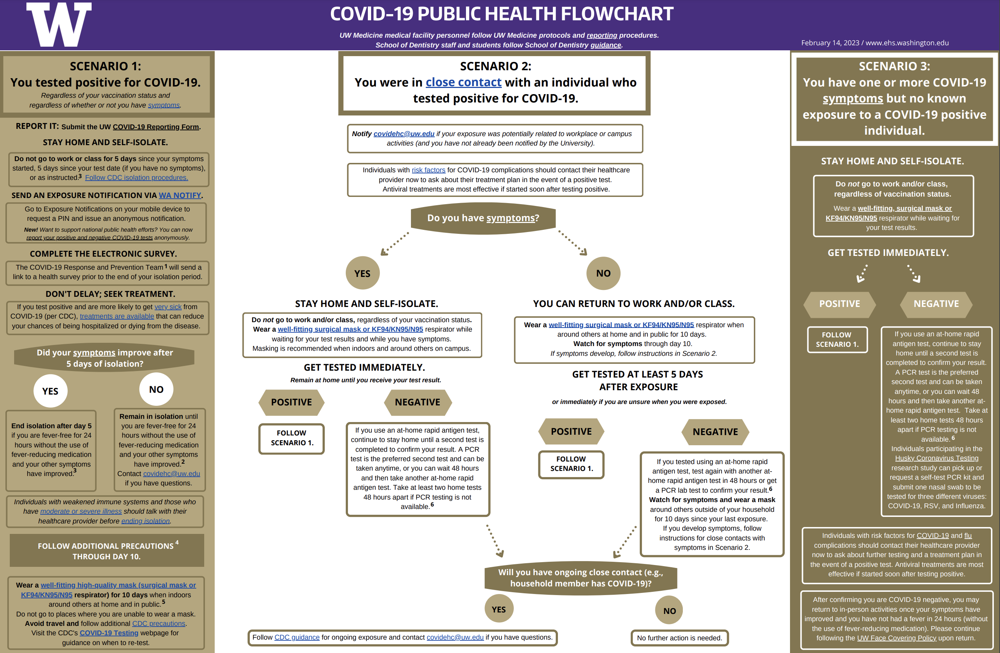 W
COVID-19 PUBLIC HEALTH FLOWCHART
UW Medicine medical facility personnel follow UW Medicine protocols and reporting procedures.
School of Dentistry staff and students follow School of Dentistry guidance.
February 14, 2023 / www.ehs.washington.edu
SCENARIO 1:
You tested positive for COVID-19.
Regardless of your vaccination status and
regardless of whether or not you have symptoms.
REPORT IT: Submit the UW COVID-19 Reporting Form.
STAY HOME AND SELF-ISOLATE.
Do not go to work or class for 5 days since your symptoms
started, 5 days since your test date (if you have no symptoms),
or as instructed.3 Follow CDC isolation procedures.
SEND AN EXPOSURE NOTIFICATION VIA WA NOTIFY.
Go to Exposure Notifications on your mobile device to
request a PIN and issue an anonymous notification.
New! Want to support national public health efforts? You can now
report your positive and negative COVID-19 tests anonymously.
COMPLETE THE ELECTRONIC SURVEY.
The COVID-19 Response and Prevention Team1 will send a
link to a health survey prior to the end of your isolation period.
DON'T DELAY; SEEK TREATMENT.
If you test positive and are more likely to get very sick from
COVID-19 (per CDC), treatments are available that can reduce
your chances of being hospitalized or dying from the disease.
Did your symptoms improve after
5 days of isolation?
YES
End isolation after day 5
if you are fever-free for 24
hours without the use of
fever-reducing medication
and your other symptoms
have improved.3
NO
Remain in isolation until
you are fever-free for 24
hours without the use of
fever-reducing medication
and your other symptoms
have improved.2
Contact covidehc@uw.edu
if you have questions.
Individuals with weakened immune systems and those who
have moderate or severe illness should talk with their
healthcare provider before ending isolation.
FOLLOW ADDITIONAL PRECAUTIONS 4
THROUGH DAY 10.
Wear a well-fitting high-quality mask (surgical mask or
KF94/KN95/N95 respirator) for 10 days when indoors
around others at home and in public.5
Do not go to places where you are unable to wear a mask.
Avoid travel and follow additional CDC precautions.
Visit the CDC's COVID-19 Testing webpage for
guidance on when to re-test.
SCENARIO 2:
You were in close contact with an individual who
tested positive for COVID-19.
Notify covidehc@uw.edu if your exposure was potentially related to workplace or campus
activities (and you have not already been notified by the University).
Individuals with risk factors for COVID-19 complications should contact their healthcare
provider now to ask about their treatment plan in the event of a positive test.
Antiviral treatments are most effective if started soon after testing positive.
Do you have symptoms?
YES
STAY HOME AND SELF-ISOLATE.
Do not go to work and/or class, regardless of your vaccination status.
Wear a well-fitting surgical mask or KF94/KN95/N95 respirator while
waiting for your test results and while you have symptoms.
Masking is recommended when indoors and around others on campus.
GET TESTED IMMEDIATELY.
Remain at home until you receive your test result.
POSITIVE
FOLLOW
SCENARIO 1.
NEGATIVE
If you use an at-home rapid antigen test,
continue to stay home until a second test is
completed to confirm your result. A PCR
test is the preferred second test and can be
taken anytime, or you can wait 48 hours
and then take another at-home rapid
antigen test. Take at least two home tests
48 hours apart if PCR testing is not
available.6
NO
YOU CAN RETURN TO WORK AND/OR CLASS.
Wear a well-fitting surgical mask or KF94/KN95/N95 respirator when
around others at home and in public for 10 days.
Watch for symptoms through day 10.
If symptoms develop, follow instructions in Scenario 2.
GET TESTED AT LEAST 5 DAYS
AFTER EXPOSURE
or immediately if you are unsure when you were exposed.
POSITIVE
FOLLOW
SCENARIO 1.
NEGATIVE
If you tested using an at-home rapid
antigen test, test again with another at-
home rapid antigen test in 48 hours or get
a PCR lab test to confirm your result.6
Watch for symptoms and wear a mask
around others outside of your household
for 10 days since your last exposure.
If you develop symptoms, follow
instructions for close contacts with
symptoms in Scenario 2.
Will you have ongoing close contact (e.g.,
household member has COVID-19)?
YES
Follow CDC guidance for ongoing exposure and contact covidehc@uw.edu if you have questions.
NO
No further action is needed.
SCENARIO 3:
You have one or more COVID-19
symptoms but no known
exposure to a COVID-19 positive
individual.
STAY HOME AND SELF-ISOLATE.
Do not go to work and/or class,
regardless of vaccination status.
Wear a well-fitting, surgical mask or
KF94/KN95/N95 respirator while waiting for
your test results.
GET TESTED IMMEDIATELY.
POSITIVE
FOLLOW
SCENARIO 1.
NEGATIVE
If you use an at-home rapid
antigen test, continue to stay
home until a second test is
completed to confirm your result.
A PCR test is the preferred
second test and can be taken
anytime, or you can wait 48
hours and then take another at-
home rapid antigen test. Take at
least two home tests 48 hours
apart if PCR testing is not
available.6
Individuals participating in the
Husky Coronavirus Testing
research study can pick up or
request a self-test PCR kit and
submit one nasal swab to be
tested for three different viruses:
COVID-19, RSV, and Influenza.
Individuals with risk factors for COVID-19 and flu
complications should contact their healthcare provider
now to ask about further testing and a treatment plan in
the event of a positive test. Antiviral treatments are most
effective if started soon after testing positive.
After confirming you are COVID-19 negative, you may
return to in-person activities once your symptoms have
improved and you have not had a fever in 24 hours (without
the use of fever-reducing medication). Please continue
following the UW Face Covering Policy upon return.